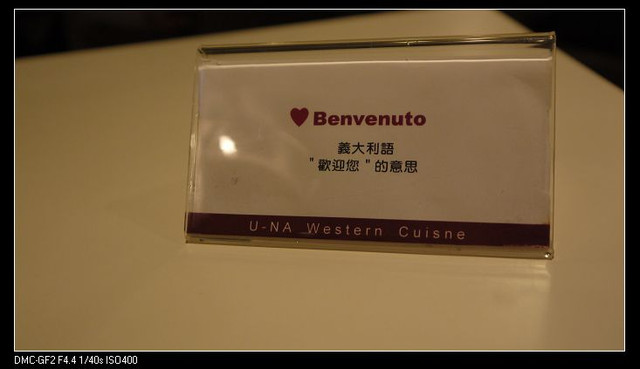 Benvenuto
義大利語
"歡迎您"的意思
U-NA Western Cuisne
DMC-GF2 F4.4 1/40s ISO400